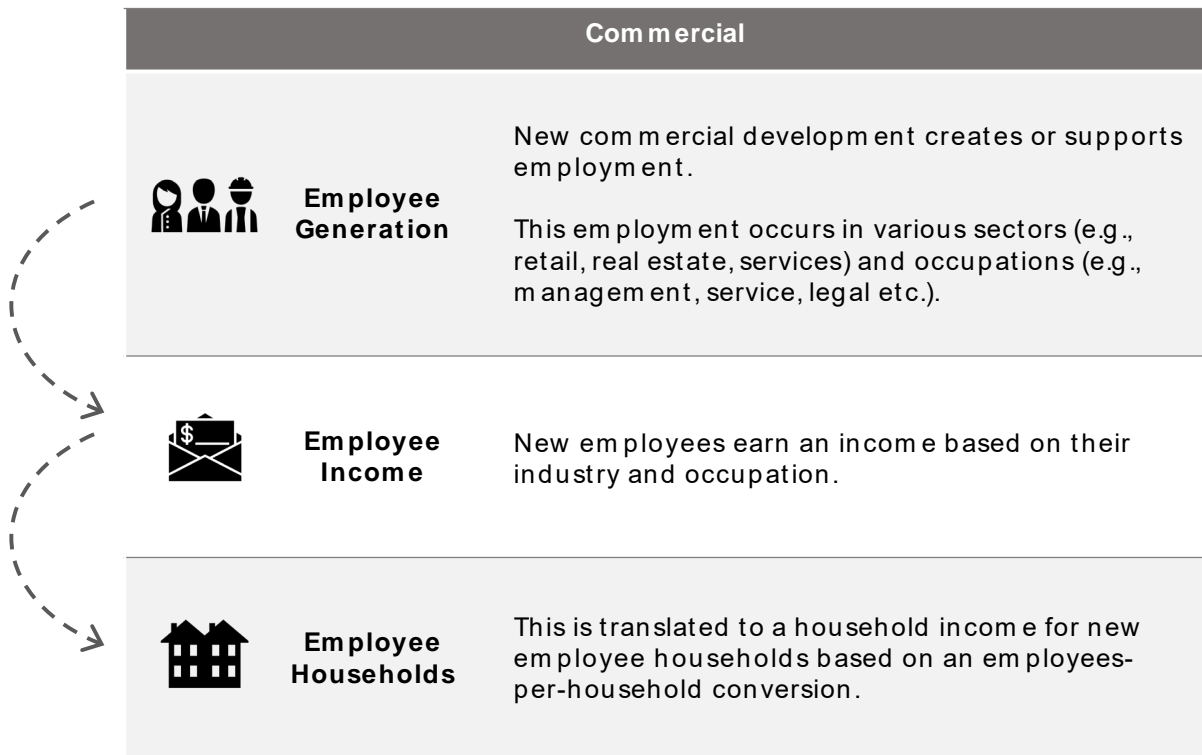 Commercial
Employee
Generation
New commercial development creates or supports
employment.
This employment occurs in various sectors (e.g.,
retail, real estate, services) and occupations (e.g.,
management, service, legal etc.).
$
Employee
Income
New employees earn an income based on their
industry and occupation.
Employee
Households
This is translated to a household income for new
employee households based on an employees-
per-household conversion.